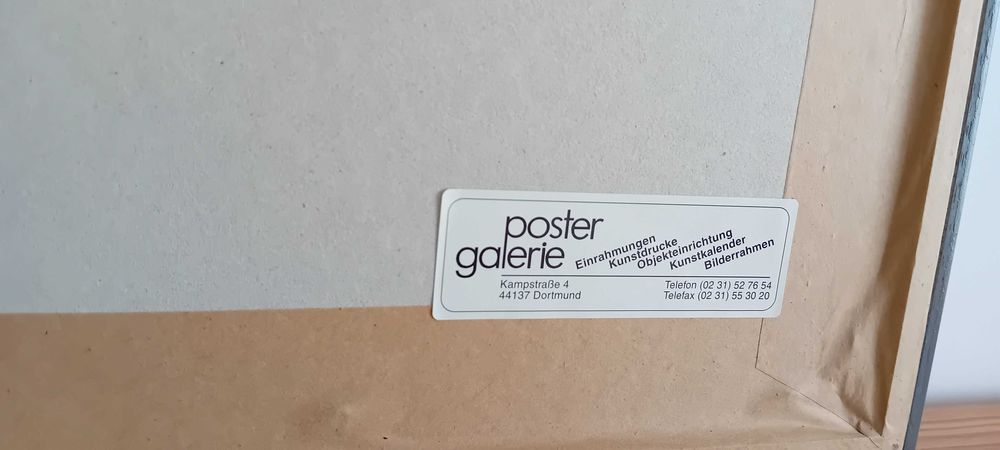 poster
galerie
Einrahmungen
Kunstdrucke
Objekteinrichtung
Kunstkalender
Bilderrahmen
Kampstraße 4
44137 Dortmund
Telefon (02 31) 52 76 54
Telefax (02 31) 55 30 20